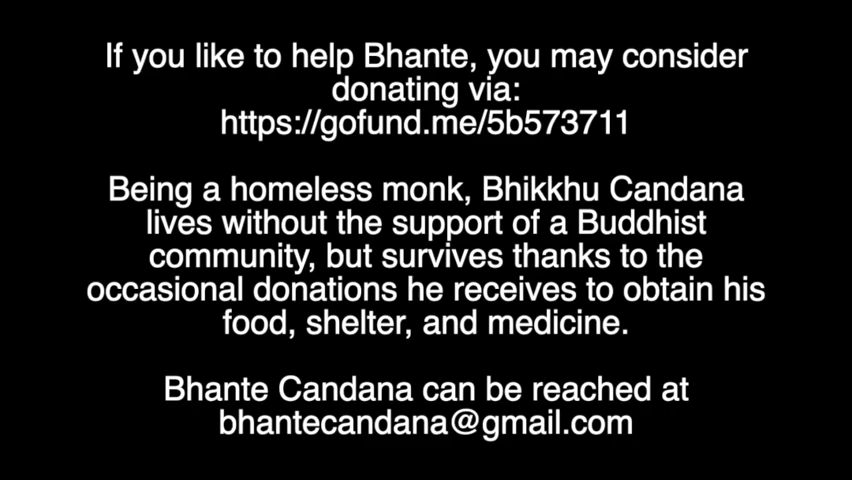 If you like to help Bhante, you may consider
donating via:
https://gofund.me/5b573711
Being a homeless monk, Bhikkhu Candana
lives without the support of a Buddhist
community, but survives thanks to the
occasional donations he receives to obtain his
food, shelter, and medicine.
Bhante Candana can be reached at
bhantecandana@gmail.com